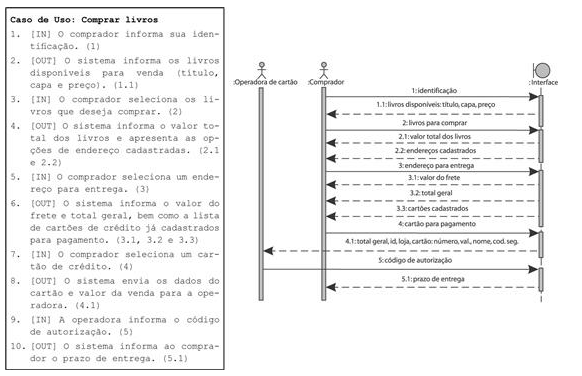 Caso de Uso: Comprar livros
1. [IN] O comprador informa sua iden-
tificação. (1)
2. [OUT] O sistema informa os livros
disponíveis para venda (título,
capa e preço). (1.1)
3. [IN] O comprador seleciona os li-
vros que deseja comprar. (2)
4. [OUT] O sistema informa o valor to-
tal dos livros e apresenta as op-
ções de endereço cadastradas. (2.1
e 2.2)
5. [IN] O comprador seleciona um ende-
reço para entrega. (3)
6. [OUT] O sistema informa o valor do
frete e total geral, bem como a lista
de cartões de crédito já cadastrados
para pagamento. (3.1, 3.2 e 3.3)
7. [IN] O comprador seleciona um car-
tão de crédito. (4)
8. [OUT] O sistema envia os dados do
cartão e valor da venda para a ope-
radora. (4.1)
9. [IN] A operadora informa o código
de autorização. (5)
10. [OUT] O sistema informa ao compra-
dor o prazo de entrega. (5.1)
:Operadora de cartão :Comprador : Interface
1: identificação
1.1: livros disponíveis: título, capa, preço
2: livros para comprar
2.1: valor total dos livros
2.2: endereços cadastrados
3: endereço para entrega
3.1: valor do frete
3.2: total geral
3.3: cartões cadastrados
4: cartão para pagamento
4.1: total geral, id, loja, cartão: número, val., nome, cod. seg.
5: código de autorização
5.1: prazo de entrega